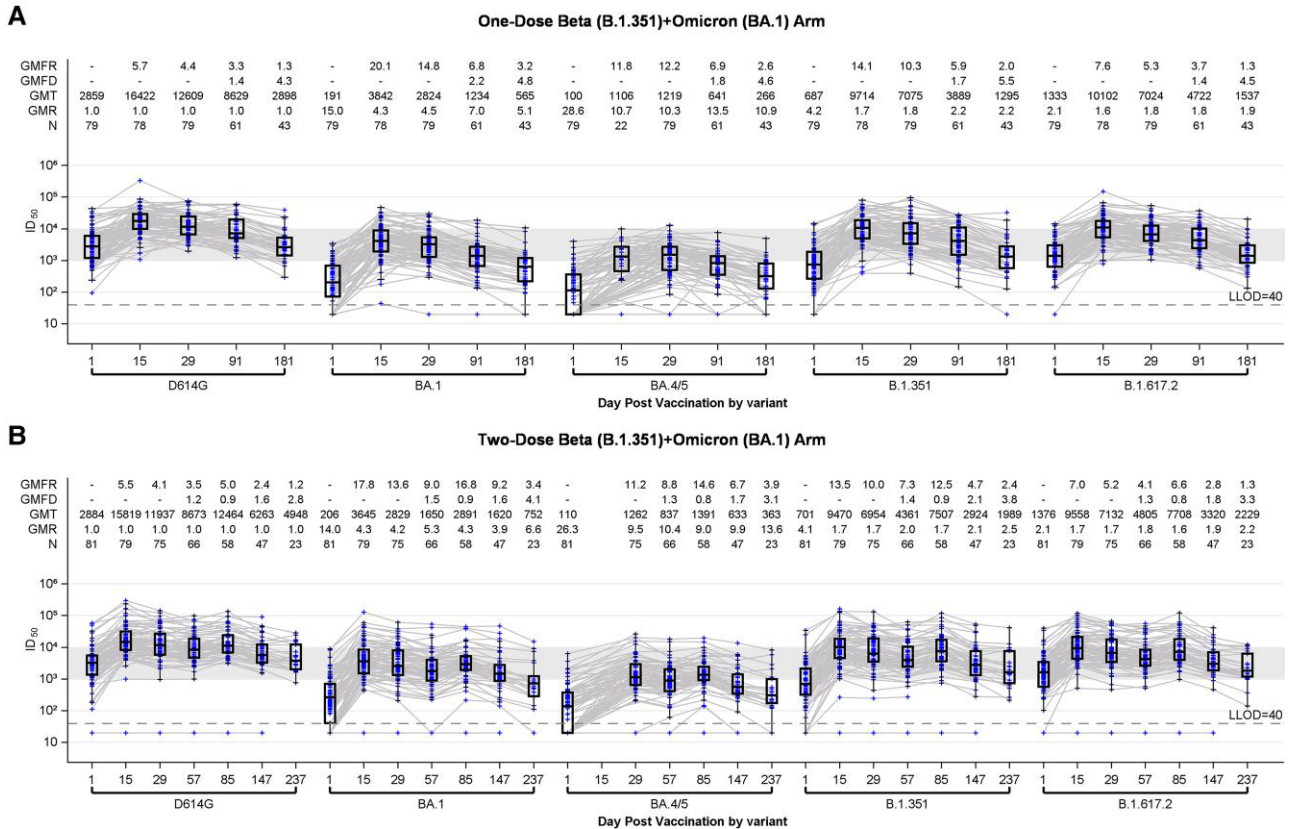 A
One-Dose Beta (B.1.351)+Omicron (BA.1) Arm
GMFR - 5.7 4.4 3.3 1.3 - 20.1 14.8 6.8 3.2 - 11.8 12.2 6.9 2.6 - 14.1 10.3 5.9 2.0 - 7.6 5.3 3.7 1.3
GMFD - - - 1.4 4.3 - - - 2.2 4.8 - - - 1.8 4.6 - - - 1.7 5.5 - - - 1.4 4.5
GMT 2859 16422 12609 8629 2898 191 3842 2824 1234 565 100 1106 1219 641 266 687 9714 7075 3889 1295 1333 10102 7024 4722 1537
GMR 1.0 1.0 1.0 1.0 1.0 15.0 4.3 4.5 7.0 5.1 28.6 10.7 10.3 13.5 10.9 4.2 1.7 1.8 2.2 2.2 2.1 1.6 1.8 1.8 1.9
N 79 78 79 61 43 79 78 79 61 43 79 22 79 61 43 79 78 79 61 43 79 78 79 61 43
10⁶
10⁵
10⁴
10³
10²
10
ID₅₀
LLOD=40
1 15 29 91 181 1 15 29 91 181 1 15 29 91 181 1 15 29 91 181 1 15 29 91 181
D614G BA.1 BA.4/5 B.1.351 B.1.617.2
Day Post Vaccination by variant
B
Two-Dose Beta (B.1.351)+Omicron (BA.1) Arm
GMFR - 5.5 4.1 3.5 5.0 2.4 1.2 - 17.8 13.6 9.0 16.8 9.2 3.4 - 11.2 8.8 14.6 6.7 3.9 - 13.5 10.0 7.3 12.5 4.7 2.4 - 7.0 5.2 4.1 6.6 2.8 1.3
GMFD - - - 1.2 0.9 1.6 2.8 - - - 1.5 0.9 1.6 4.1 - - 1.3 0.8 1.7 3.1 - - - 1.4 0.9 2.1 3.8 - - - 1.3 0.8 1.8 3.3
GMT 2884 15819 11937 8673 12464 6263 4948 206 3645 2829 1650 2891 1620 752 110 1262 837 1391 633 363 701 9470 6954 4361 7507 2924 1989 2101 9558 7132 4805 7708 3320 2229
GMR 1.0 1.0 1.0 1.0 1.0 1.0 1.0 14.0 4.3 4.2 5.3 4.3 3.9 6.6 26.3 9.5 10.4 9.0 9.9 13.6 4.1 1.7 1.7 2.0 1.7 2.1 2.5 2.1 1.7 1.7 1.8 1.6 1.9 2.2
N 81 79 75 66 58 47 23 81 79 75 66 58 47 23 81 75 66 58 47 23 81 79 75 66 58 47 23 81 79 75 66 58 47 23
10⁶
10⁵
10⁴
10³
10²
10
ID₅₀
LLOD=40
1 15 29 57 85 147 237 1 15 29 57 85 147 237 1 15 29 57 85 147 237 1 15 29 57 85 147 237 1 15 29 57 85 147 237
D614G BA.1 BA.4/5 B.1.351 B.1.617.2
Day Post Vaccination by variant